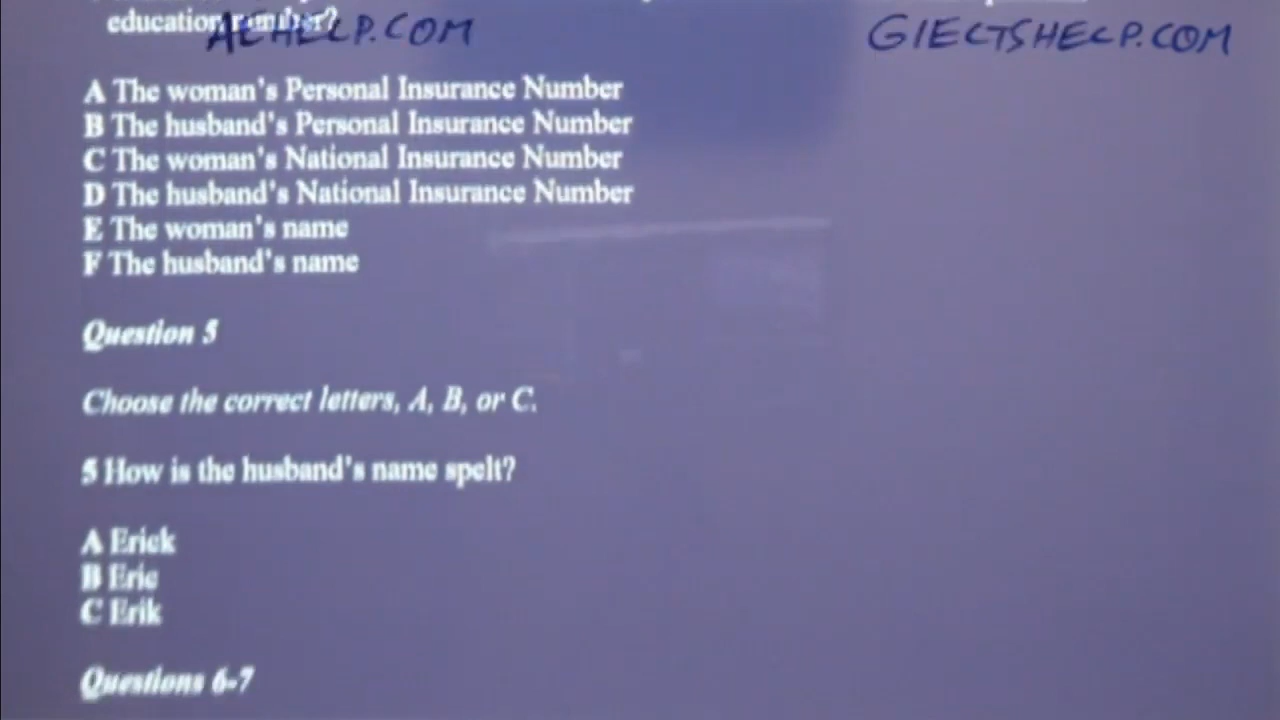 education number?
AEHELP.COM
GIELTSHELP.COM
A The woman's Personal Insurance Number
B The husband's Personal Insurance Number
C The woman's National Insurance Number
D The husband's National Insurance Number
E The woman's name
F The husband's name
Question 5
Choose the correct letters, A, B, or C.
5 How is the husband's name spelt?
A Erick
B Eric
C Erik
Questions 6-7